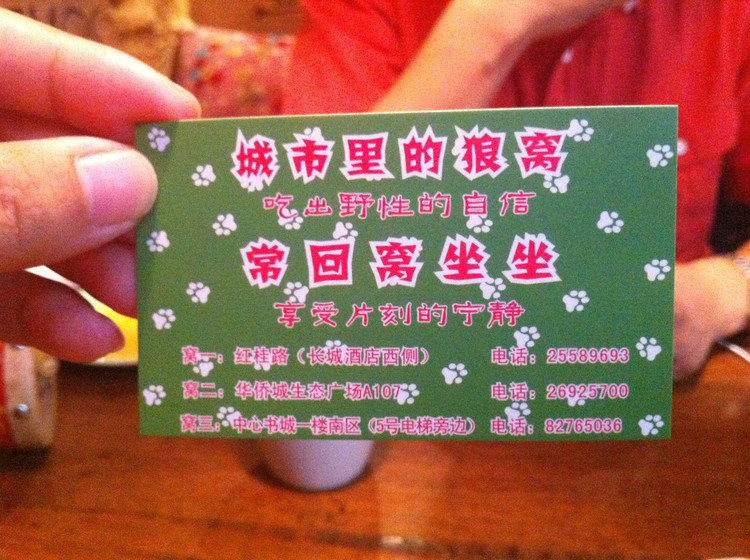 城市里的狼窝
吃出野性的自信
常回窝坐坐
享受片刻的宁静
窝一：红桂路（长城酒店西侧） 电话：25589693
窝二：华侨城生态广场A107 电话：26925700
窝三：中心书城一楼南区（5号电梯旁边） 电话：82765036